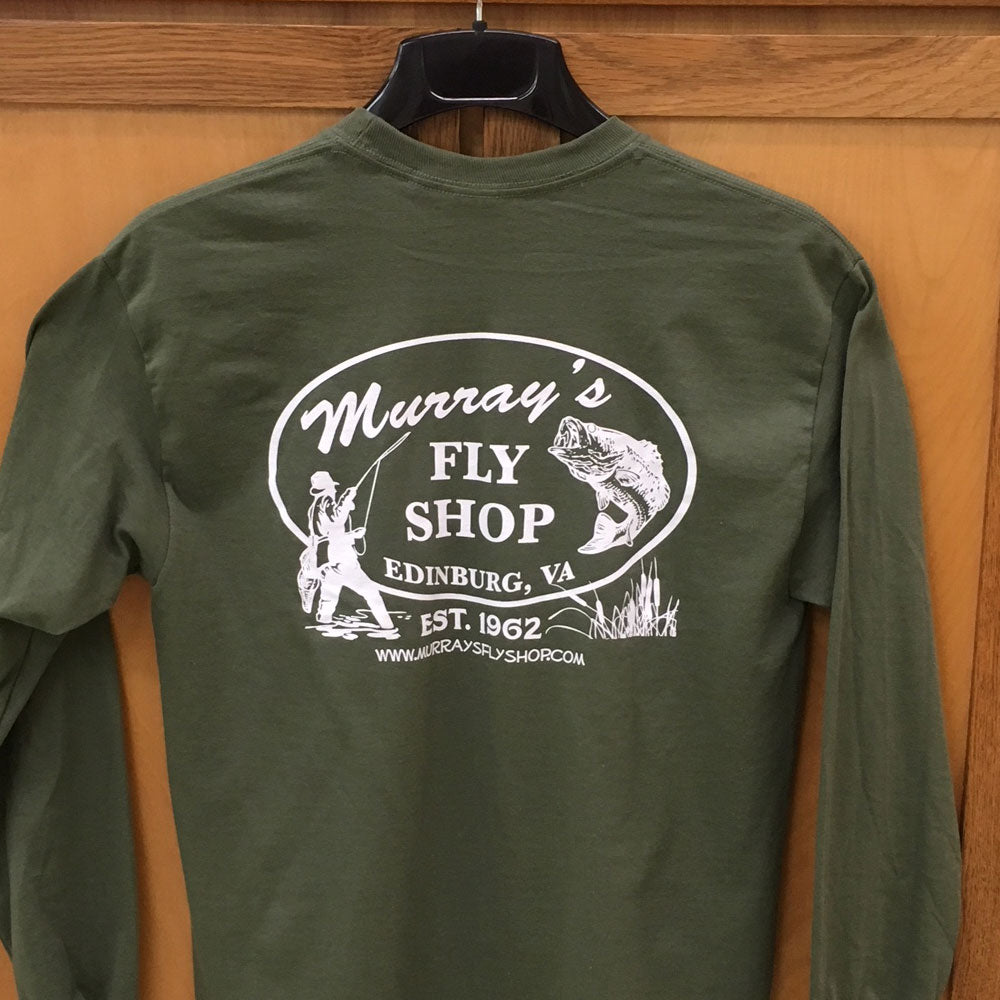 Murray's
FLY
SHOP
EDINBURG, VA
EST. 1962
WWW.MURRAYSFLYSHOP.COM